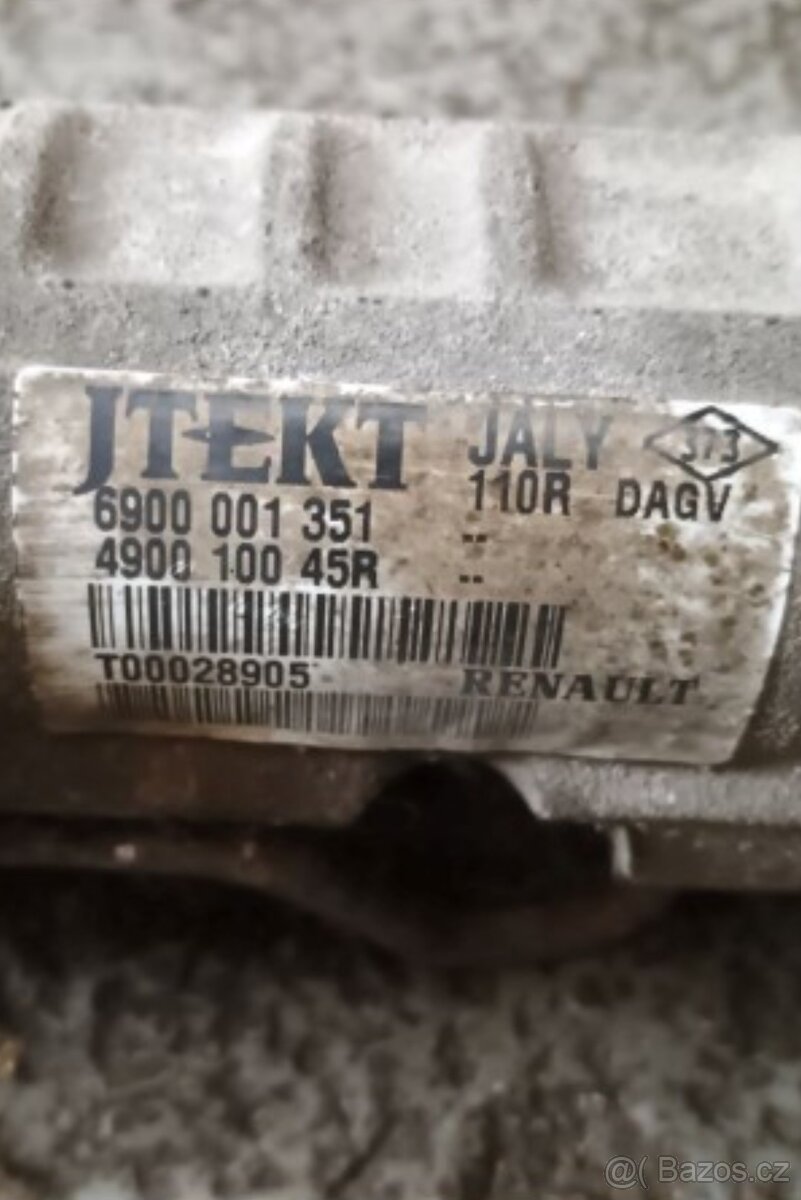 JTEKT JALY 373
6900 001 351 110R DAGV
4900 100 45R
T00028905 RENAULT
@( Bazos.cz